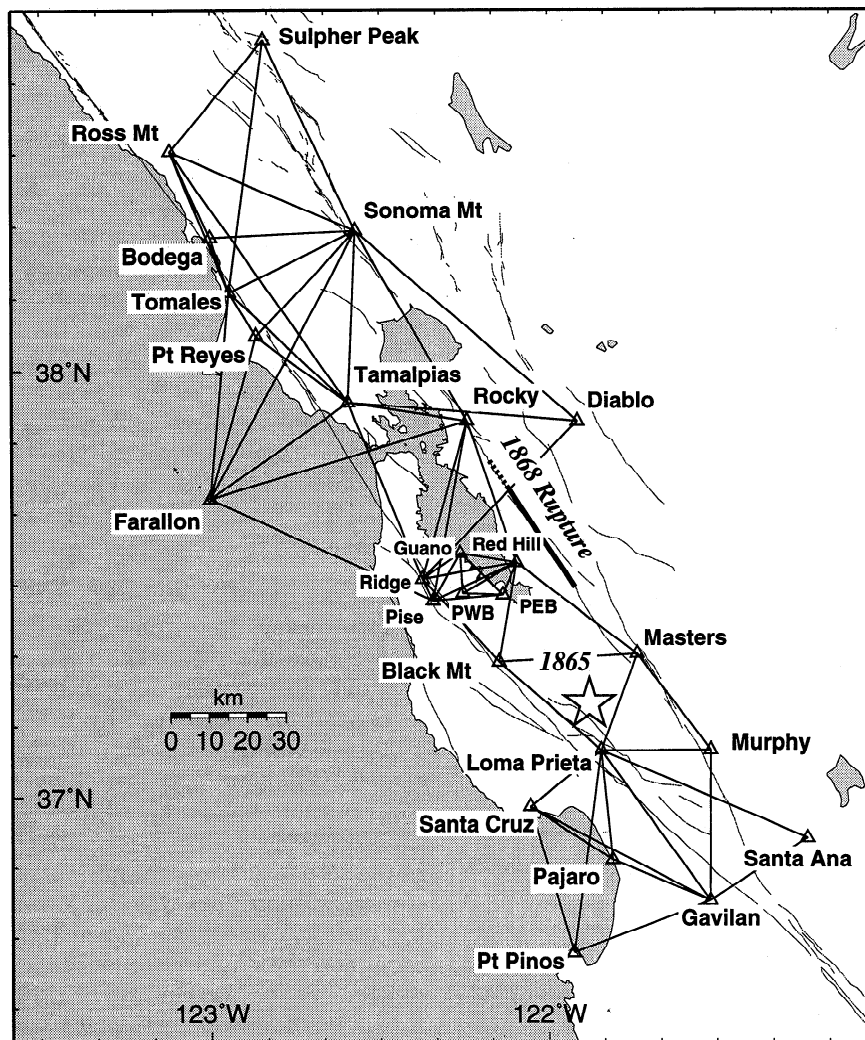 Sulpher Peak
Ross Mt
Sonoma Mt
Bodega
Tomales
Pt Reyes
38˚N
Tamalpias
Rocky
Diablo
1868 Rupture
Farallon
Guano
Red Hill
Ridge
Pise
PWB
PEB
Masters
1865
Black Mt
km
0 10 20 30
Murphy
Loma Prieta
37˚N
Santa Cruz
Santa Ana
Pajaro
Gavilan
Pt Pinos
123˚W
122˚W